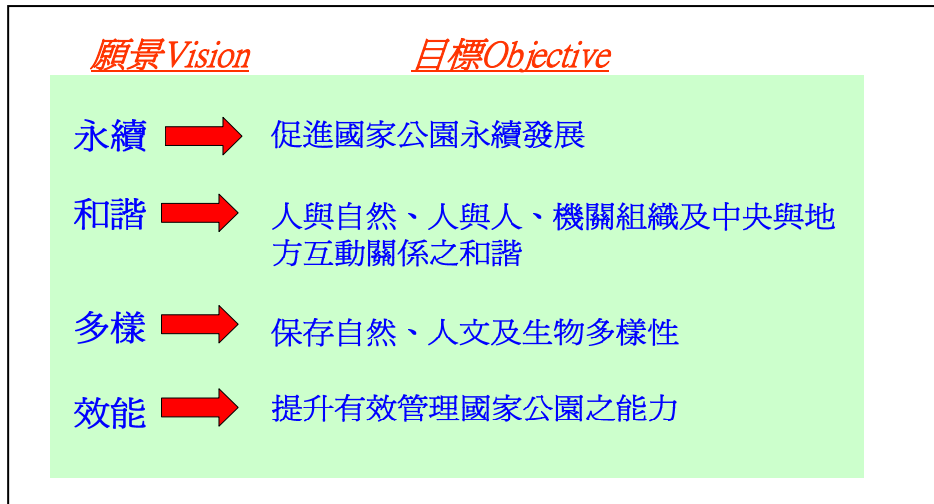 願景Vision 目標Objective
永續 促進國家公園永續發展
和諧 人與自然、人與人、機關組織及中央與地
方互動關係之和諧
多樣 保存自然、人文及生物多樣性
效能 提升有效管理國家公園之能力